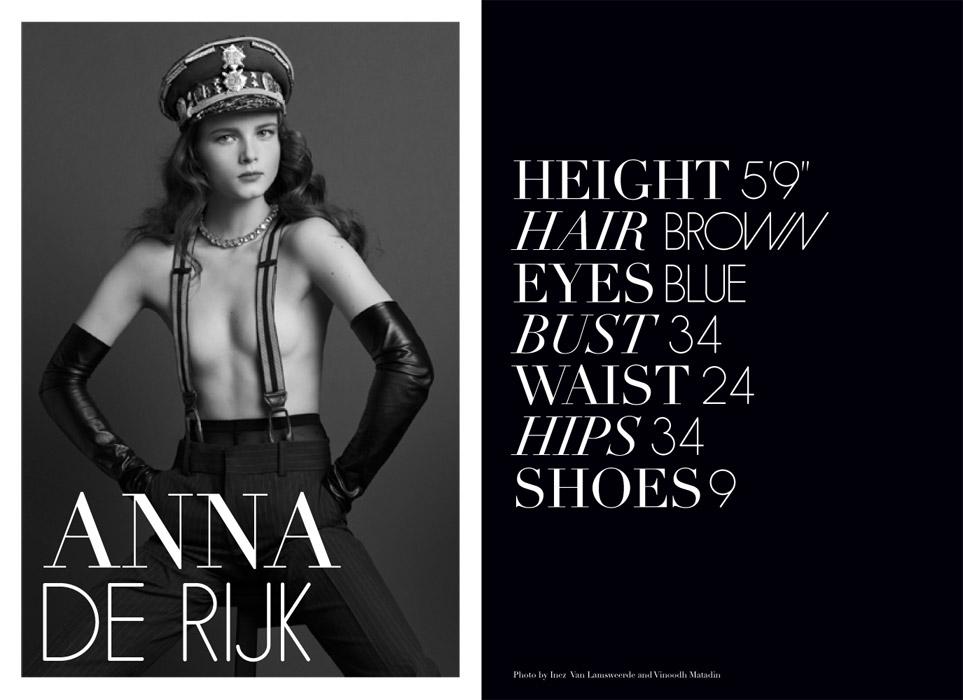 ANNA
DE RIJK
HEIGHT 5'9"
HAIR BROWN
EYES BLUE
BUST 34
WAIST 24
HIPS 34
SHOES 9
Photo by Inez Van Lamsweerde and Vinoodh Matadin